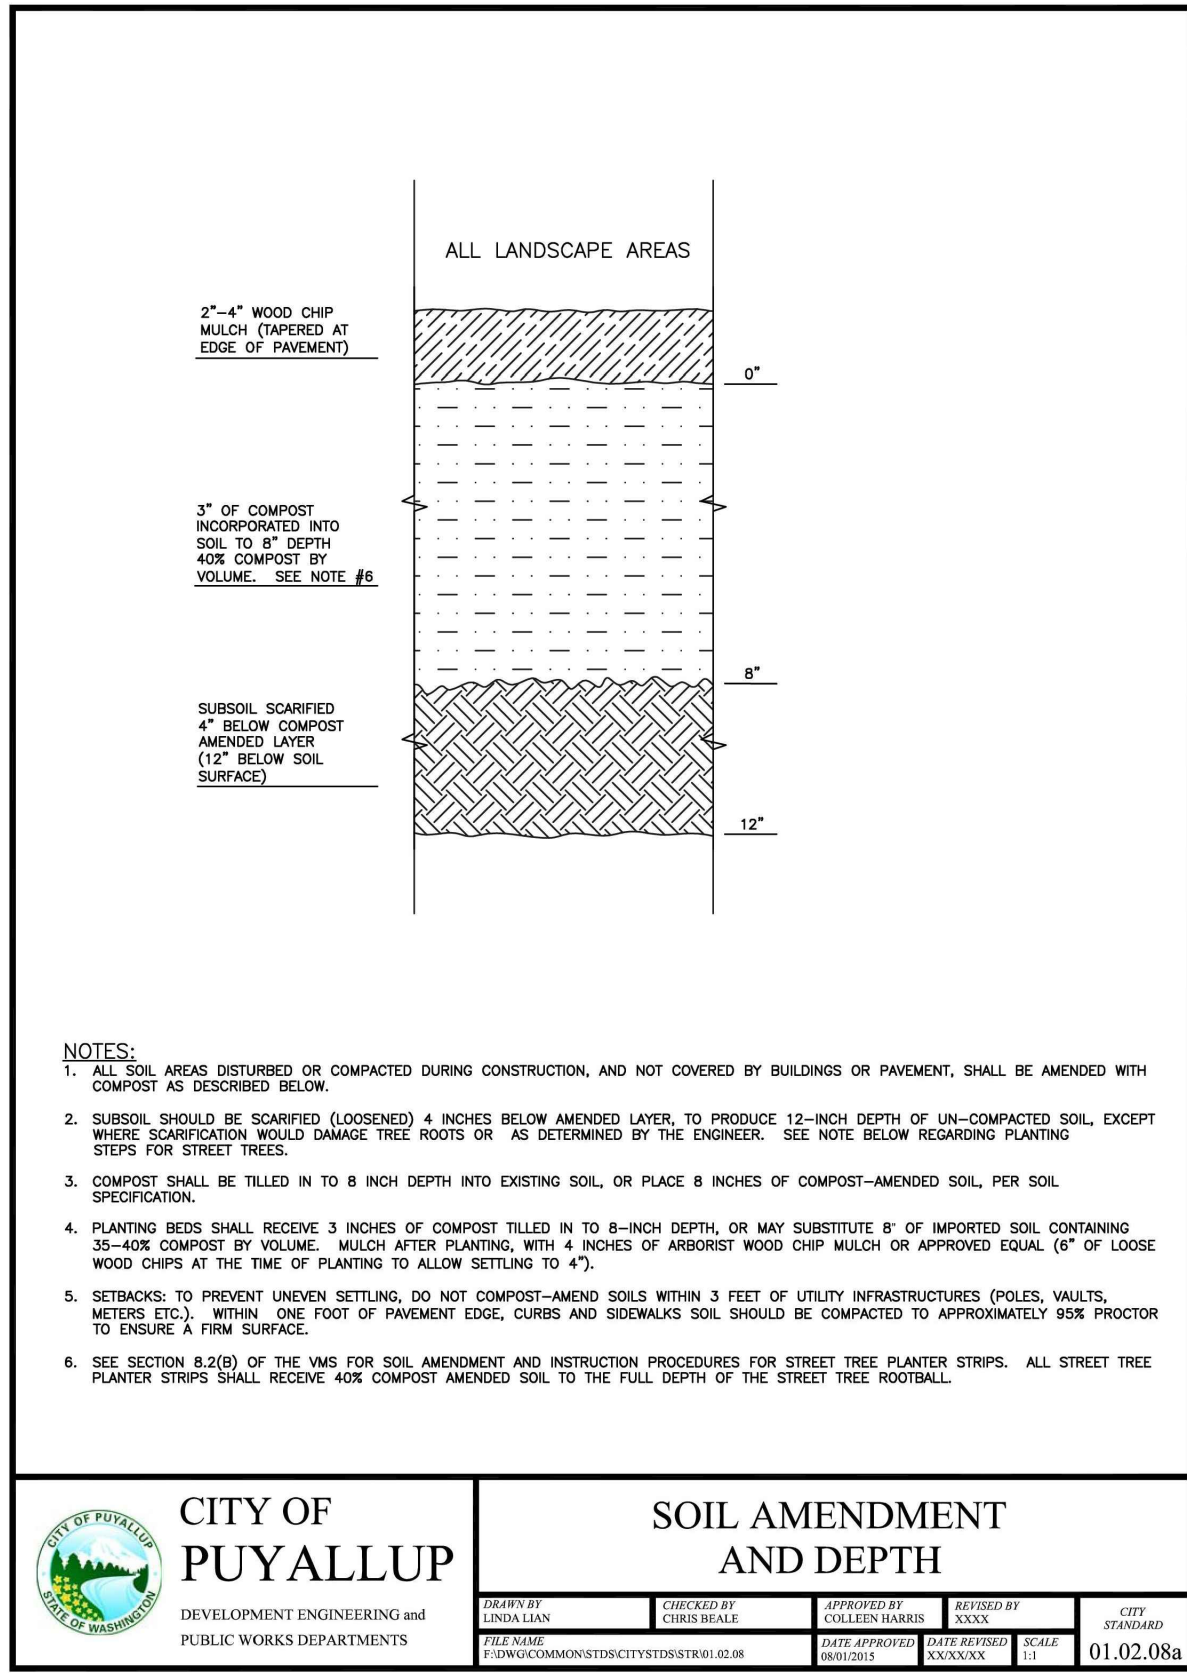 ALL LANDSCAPE AREAS
2"-4" WOOD CHIP
MULCH (TAPERED AT
EDGE OF PAVEMENT)
0"
3" OF COMPOST
INCORPORATED INTO
SOIL TO 8" DEPTH
40% COMPOST BY
VOLUME. SEE NOTE #6
8"
SUBSOIL SCARIFIED
4" BELOW COMPOST
AMENDED LAYER
(12" BELOW SOIL
SURFACE)
12"
NOTES:
1. ALL SOIL AREAS DISTURBED OR COMPACTED DURING CONSTRUCTION, AND NOT COVERED BY BUILDINGS OR PAVEMENT, SHALL BE AMENDED WITH
COMPOST AS DESCRIBED BELOW.
2. SUBSOIL SHOULD BE SCARIFIED (LOOSENED) 4 INCHES BELOW AMENDED LAYER, TO PRODUCE 12-INCH DEPTH OF UN-COMPACTED SOIL, EXCEPT
WHERE SCARIFICATION WOULD DAMAGE TREE ROOTS OR AS DETERMINED BY THE ENGINEER. SEE NOTE BELOW REGARDING PLANTING
STEPS FOR STREET TREES.
3. COMPOST SHALL BE TILLED IN TO 8 INCH DEPTH INTO EXISTING SOIL, OR PLACE 8 INCHES OF COMPOST-AMENDED SOIL, PER SOIL
SPECIFICATION.
4. PLANTING BEDS SHALL RECEIVE 3 INCHES OF COMPOST TILLED IN TO 8-INCH DEPTH, OR MAY SUBSTITUTE 8" OF IMPORTED SOIL CONTAINING
35-40% COMPOST BY VOLUME. MULCH AFTER PLANTING, WITH 4 INCHES OF ARBORIST WOOD CHIP MULCH OR APPROVED EQUAL (6" OF LOOSE
WOOD CHIPS AT THE TIME OF PLANTING TO ALLOW SETTLING TO 4").
5. SETBACKS: TO PREVENT UNEVEN SETTLING, DO NOT COMPOST-AMEND SOILS WITHIN 3 FEET OF UTILITY INFRASTRUCTURES (POLES, VAULTS,
METERS ETC.). WITHIN ONE FOOT OF PAVEMENT EDGE, CURBS AND SIDEWALKS SOIL SHOULD BE COMPACTED TO APPROXIMATELY 95% PROCTOR
TO ENSURE A FIRM SURFACE.
6. SEE SECTION 8.2(B) OF THE VMS FOR SOIL AMENDMENT AND INSTRUCTION PROCEDURES FOR STREET TREE PLANTER STRIPS. ALL STREET TREE
PLANTER STRIPS SHALL RECEIVE 40% COMPOST AMENDED SOIL TO THE FULL DEPTH OF THE STREET TREE ROOTBALL.
CITY OF PUYALLUP
STATE OF WASHINGTON
CITY OF
PUYALLUP
DEVELOPMENT ENGINEERING and
PUBLIC WORKS DEPARTMENTS
SOIL AMENDMENT
AND DEPTH
DRAWN BY
LINDA LIAN
CHECKED BY
CHRIS BEALE
APPROVED BY
COLLEEN HARRIS
REVISED BY
XXXX
FILE NAME
F:\DWG\COMMON\STDS\CITYSTDS\STR\01.02.08
DATE APPROVED
08/01/2015
DATE REVISED
XX/XX/XX
SCALE
1:1
CITY
STANDARD
01.02.08a